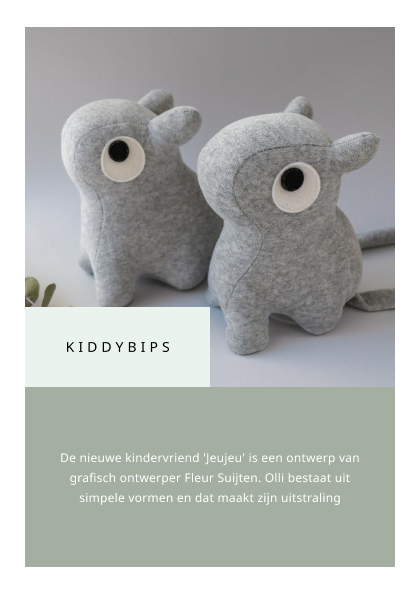 KIDDYBIPS
De nieuwe kindervriend 'Jeujeu' is een ontwerp van
grafisch ontwerper Fleur Suijten. Olli bestaat uit
simpele vormen en dat maakt zijn uitstraling